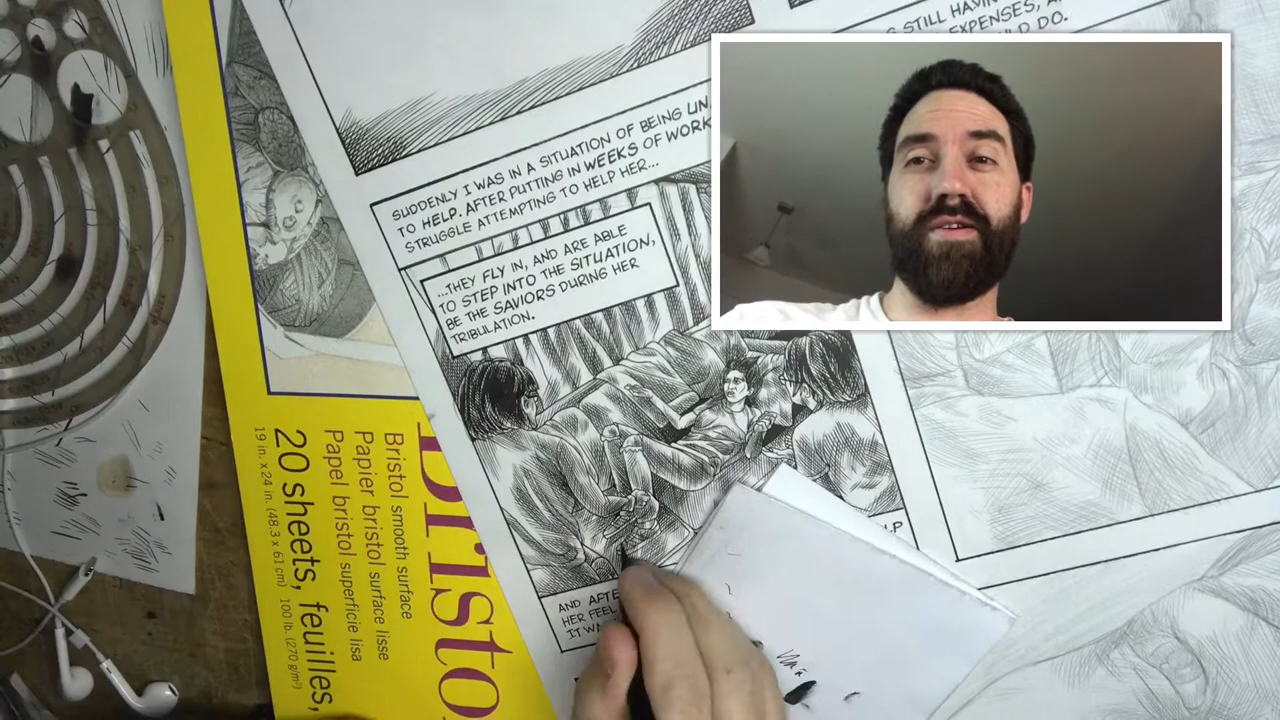 STILL HAVIN
EXPENSES, A
LD DO.
SUDDENLY I WAS IN A SITUATION OF BEING UN
TO HELP. AFTER PUTTING IN WEEKS OF WORK
STRUGGLE ATTEMPTING TO HELP HER...
...THEY FLY IN, AND ARE ABLE
TO STEP INTO THE SITUATION,
BE THE SAVIORS DURING HER
TRIBULATION.
LP
AND AFTE
HER FEEL
IT WA
Bristo
Bristol smooth surface
Papier bristol surface lisse
Papel bristol superficie lisa
20 sheets, feuilles,
19 in. x 24 in. (48.3 x 61 cm) 100 lb. (270 g/m²)